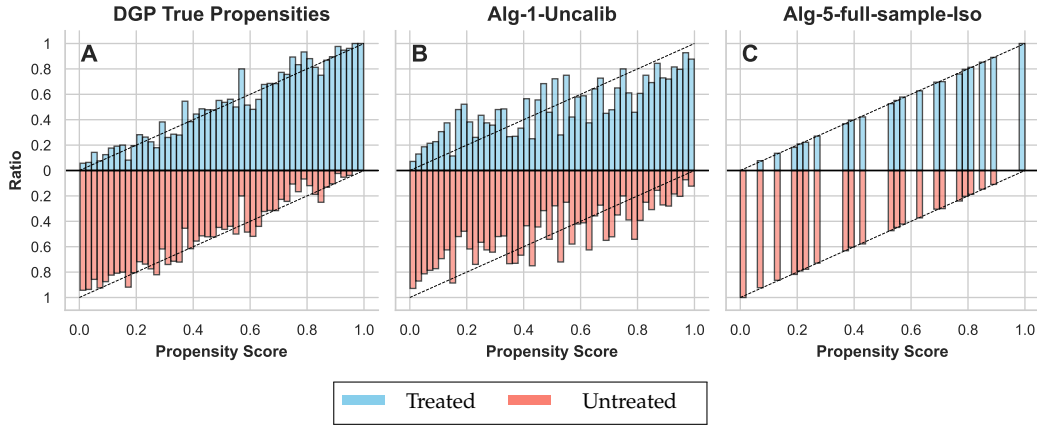 DGP True Propensities
Alg-1-Uncalib
Alg-5-full-sample-Iso
A
B
C
1
0.8
0.6
0.4
0.2
0
0.2
0.4
0.6
0.8
1
Ratio
0.0 0.2 0.4 0.6 0.8 1.0
0.0 0.2 0.4 0.6 0.8 1.0
0.0 0.2 0.4 0.6 0.8 1.0
Propensity Score
Propensity Score
Propensity Score
Treated
Untreated